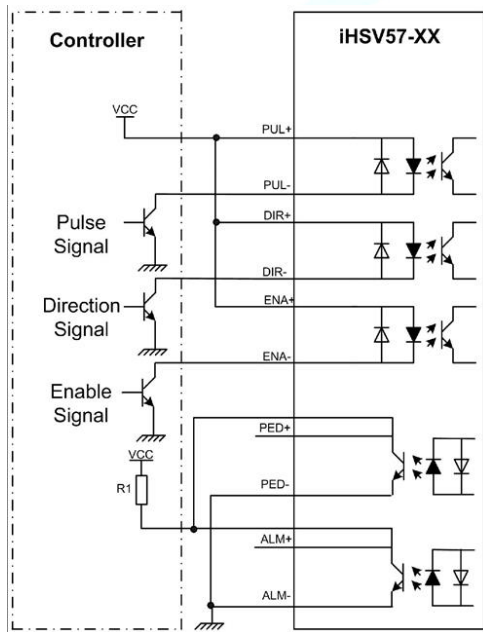 Controller
iHSV57-XX
VCC
PUL+
PUL-
Pulse
Signal
DIR+
DIR-
Direction
Signal
ENA+
ENA-
Enable
Signal
VCC
R1
PED+
PED-
ALM+
ALM-